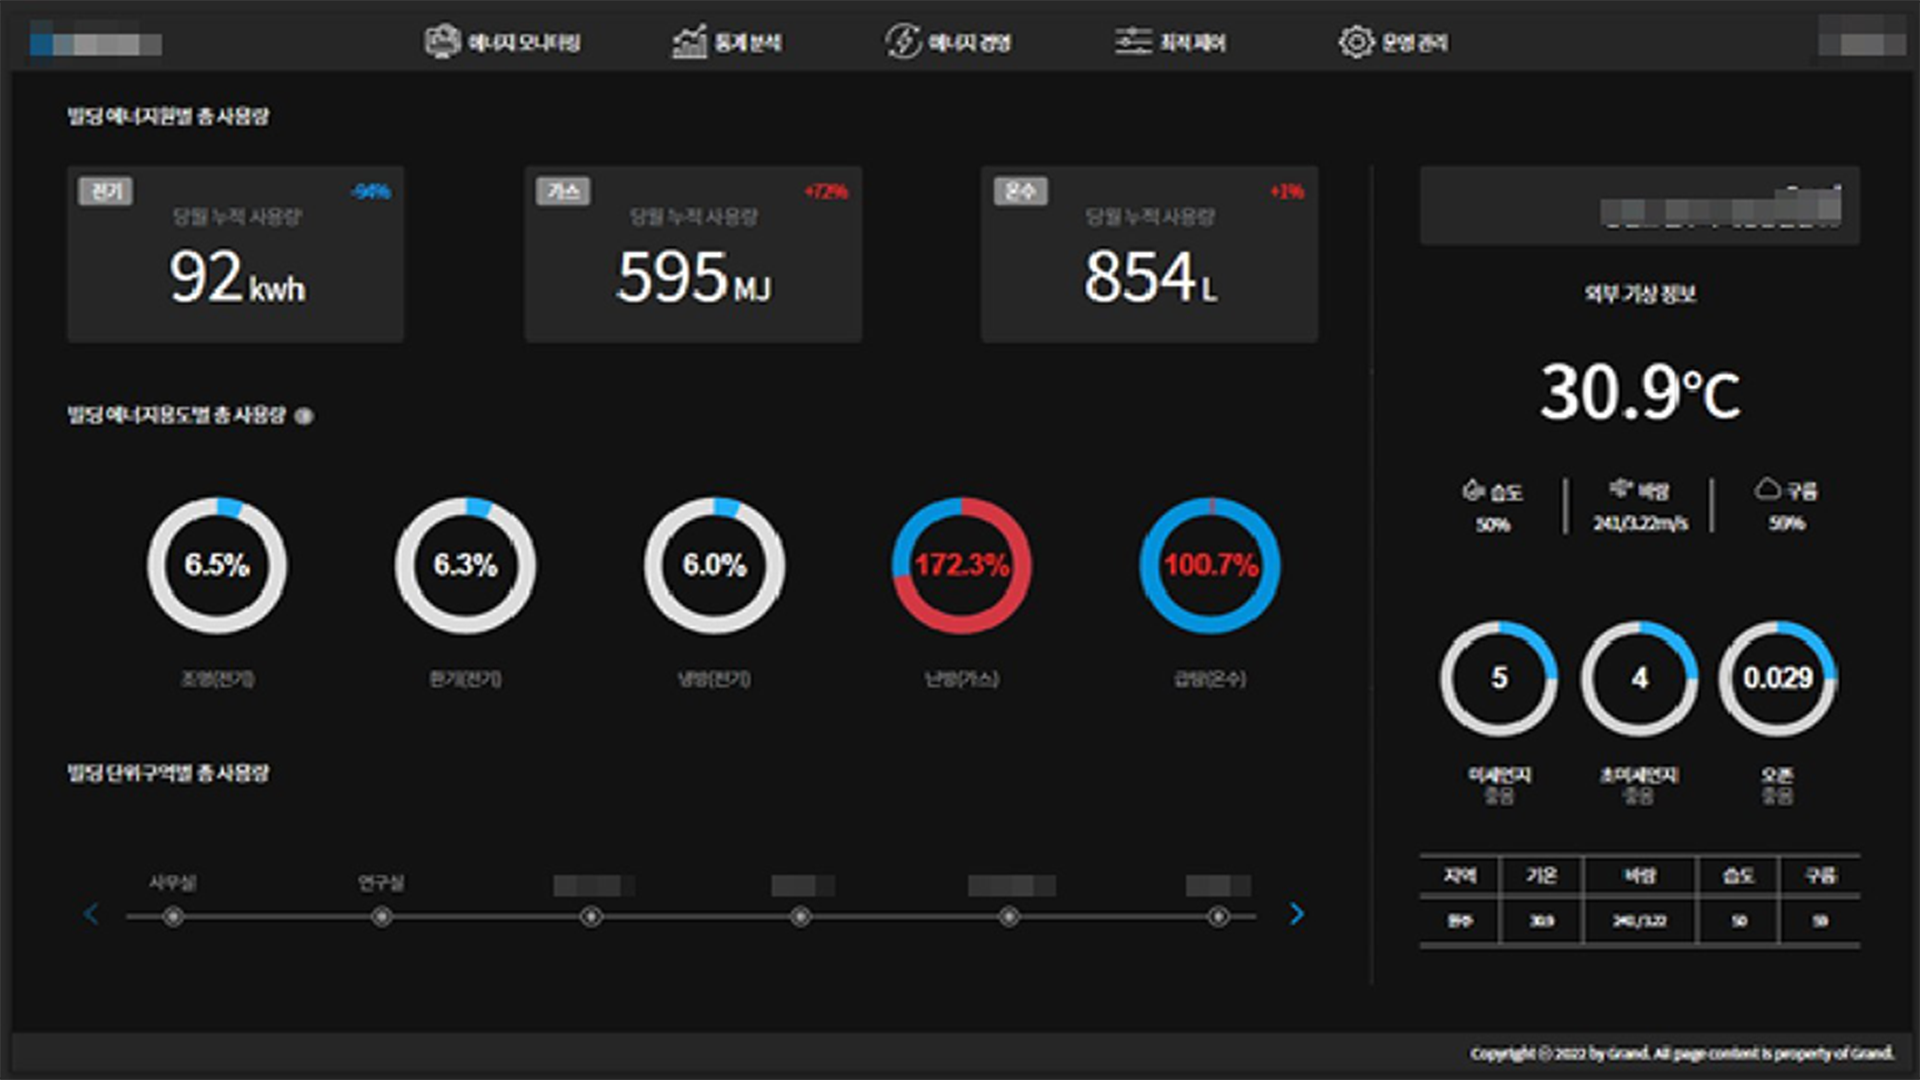 에너지 모니터링
통계 분석
에너지 경영
최적 제어
운영 관리
빌딩 에너지원별 총 사용량
전기
-94%
당월 누적 사용량
92 kwh
가스
+72%
당월 누적 사용량
595 MJ
온수
+1%
당월 누적 사용량
854 L
빌딩 에너지용도별 총 사용량
6.5%
조명(전기)
6.3%
환기(전기)
6.0%
냉방(전기)
172.3%
난방(가스)
100.7%
급탕(온수)
빌딩 단위구역별 총 사용량
사무실
연구실
외부 기상 정보
30.9°C
습도
50%
바람
241/3.22m/s
구름
59%
5
미세먼지
좋음
4
초미세먼지
좋음
0.029
오존
좋음
지역 기온 바람 습도 구름
원주 30.9 241/3.22 50 59
Copyright ⓒ 2022 by Grand. All page content is property of Grand.